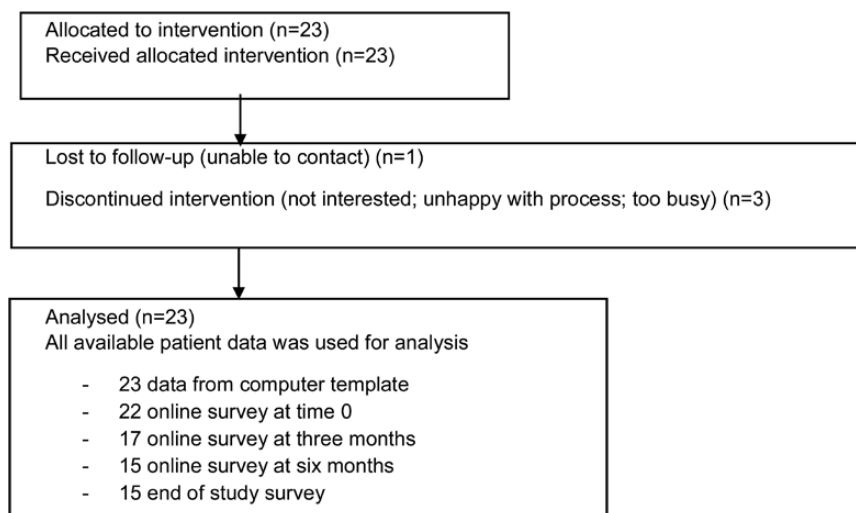 Allocated to intervention (n=23)
Received allocated intervention (n=23)
Lost to follow-up (unable to contact) (n=1)
Discontinued intervention (not interested; unhappy with process; too busy) (n=3)
Analysed (n=23)
All available patient data was used for analysis
- 23 data from computer template
- 22 online survey at time 0
- 17 online survey at three months
- 15 online survey at six months
- 15 end of study survey